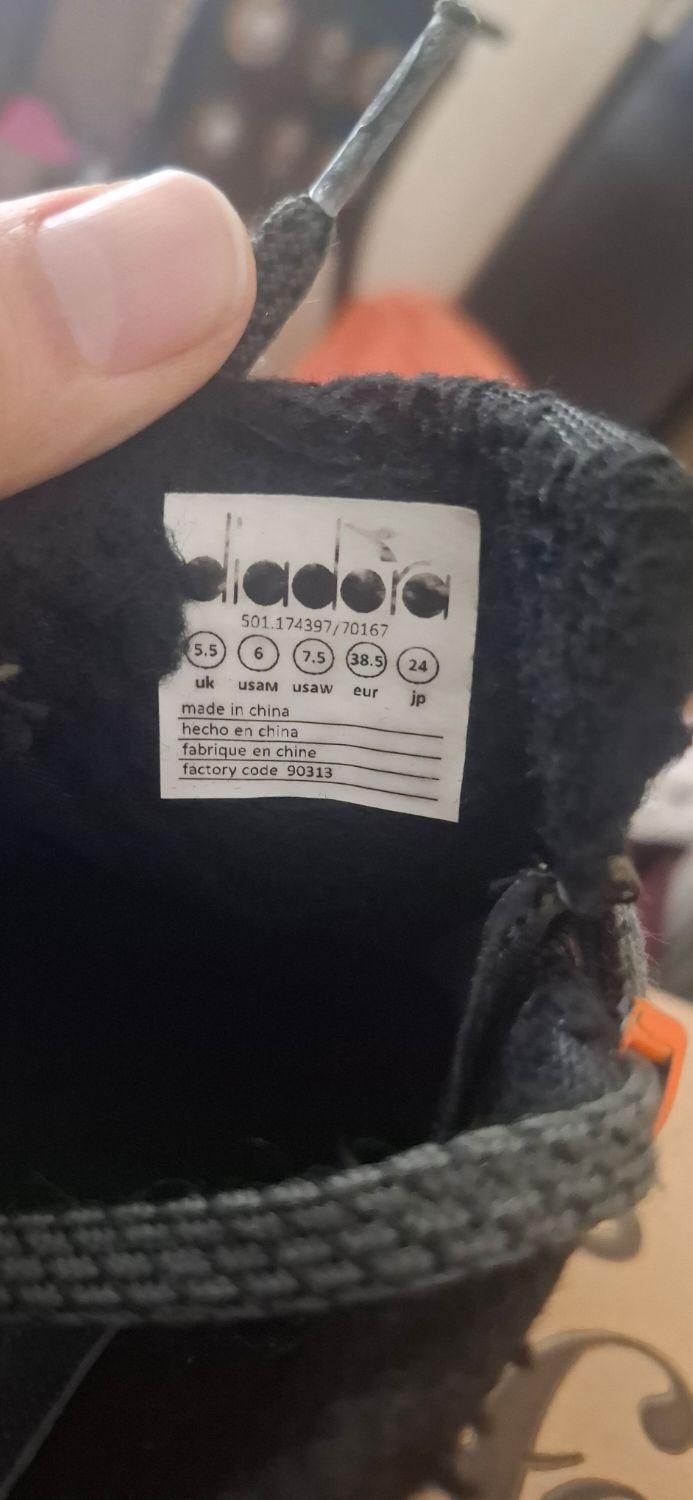 diadora
501.174397/70167
5.5 6 7.5 38.5 24
uk usaM usaW eur jp
made in china
hecho en china
fabrique en chine
factory code 90313